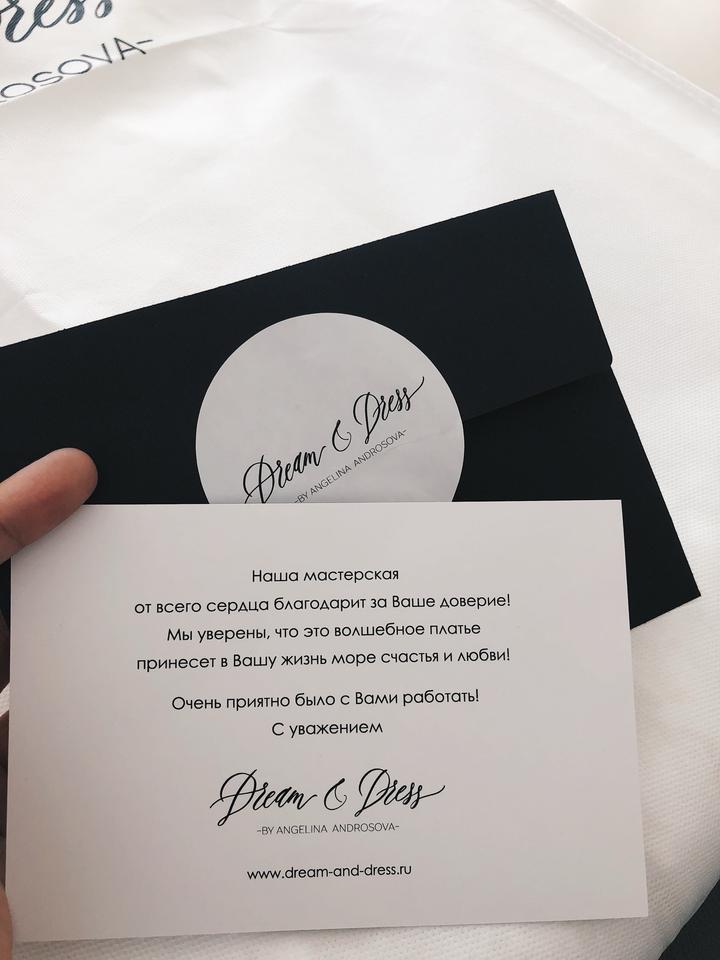 ress
ROSOVA-
Dream & Dress
-BY ANGELINA ANDROSOVA-
Наша мастерская
от всего сердца благодарит за Ваше доверие!
Мы уверены, что это волшебное платье
принесет в Вашу жизнь море счастья и любви!
Очень приятно было с Вами работать!
С уважением
Dream & Dress
-BY ANGELINA ANDROSOVA-
www.dream-and-dress.ru